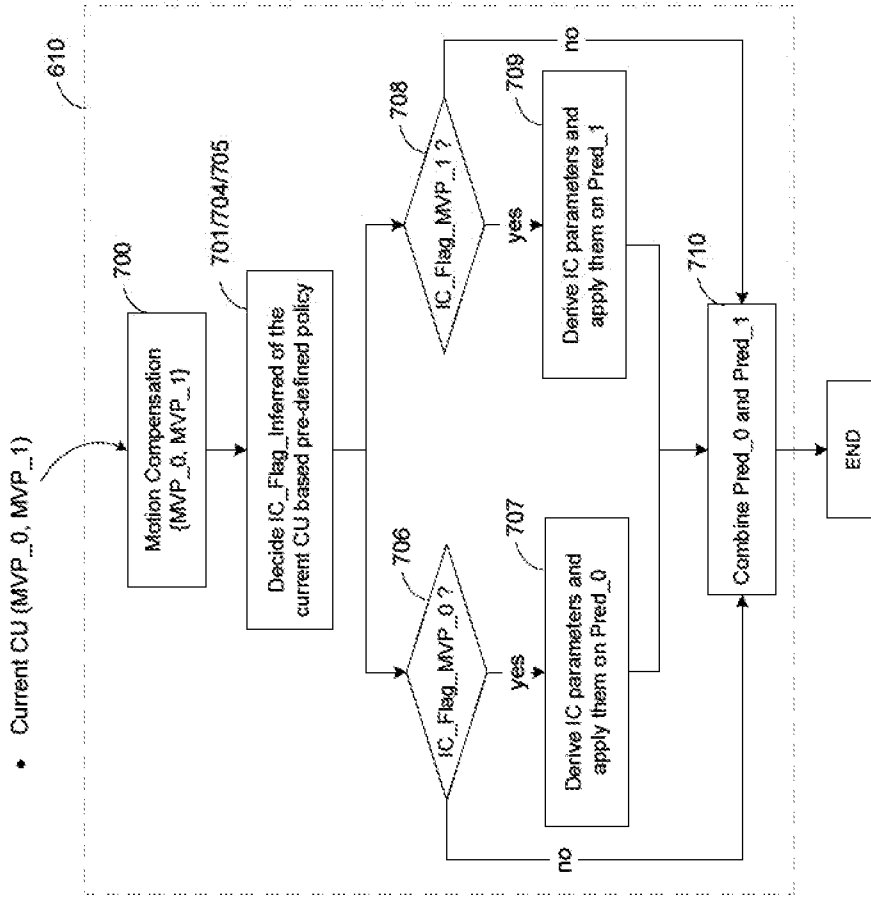 • Current CU (MVP_0, MVP_1)
610
700
Motion Compensation
{MVP_0, MVP_1}
701/704/705
Decide IC_Flag_Inferred of the
current CU based pre-defined policy
706
IC_Flag_MVP_0 ?
708
IC_Flag_MVP_1 ?
yes
yes
no
no
707
Derive IC parameters and
apply them on Pred_0
709
Derive IC parameters and
apply them on Pred_1
710
Combine Pred_0 and Pred_1
END